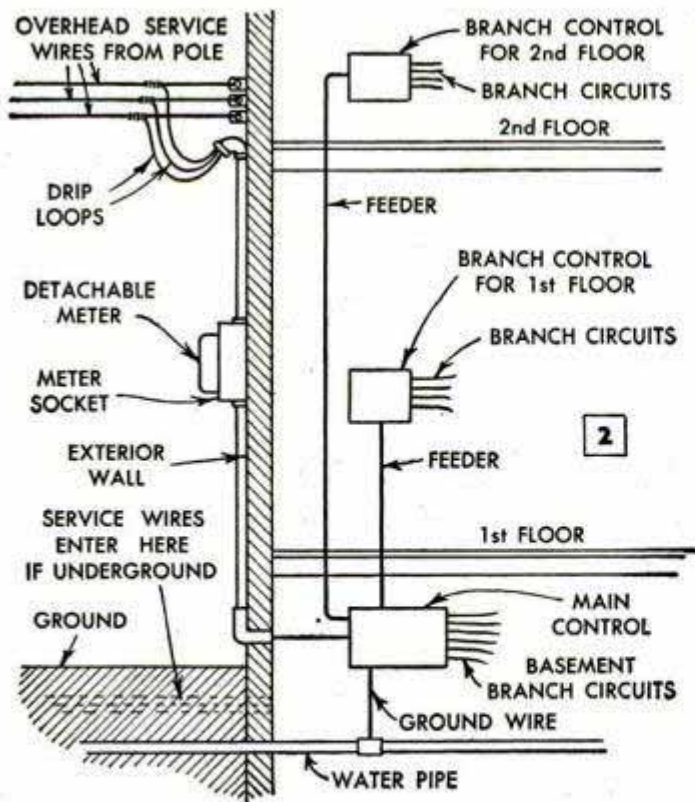 OVERHEAD SERVICE
WIRES FROM POLE
BRANCH CONTROL
FOR 2nd FLOOR
BRANCH CIRCUITS
2nd FLOOR
DRIP
LOOPS
FEEDER
BRANCH CONTROL
FOR 1st FLOOR
DETACHABLE
METER
BRANCH CIRCUITS
METER
SOCKET
2
EXTERIOR
WALL
FEEDER
SERVICE WIRES
ENTER HERE
IF UNDERGROUND
1st FLOOR
GROUND
MAIN
CONTROL
BASEMENT
BRANCH CIRCUITS
GROUND WIRE
WATER PIPE